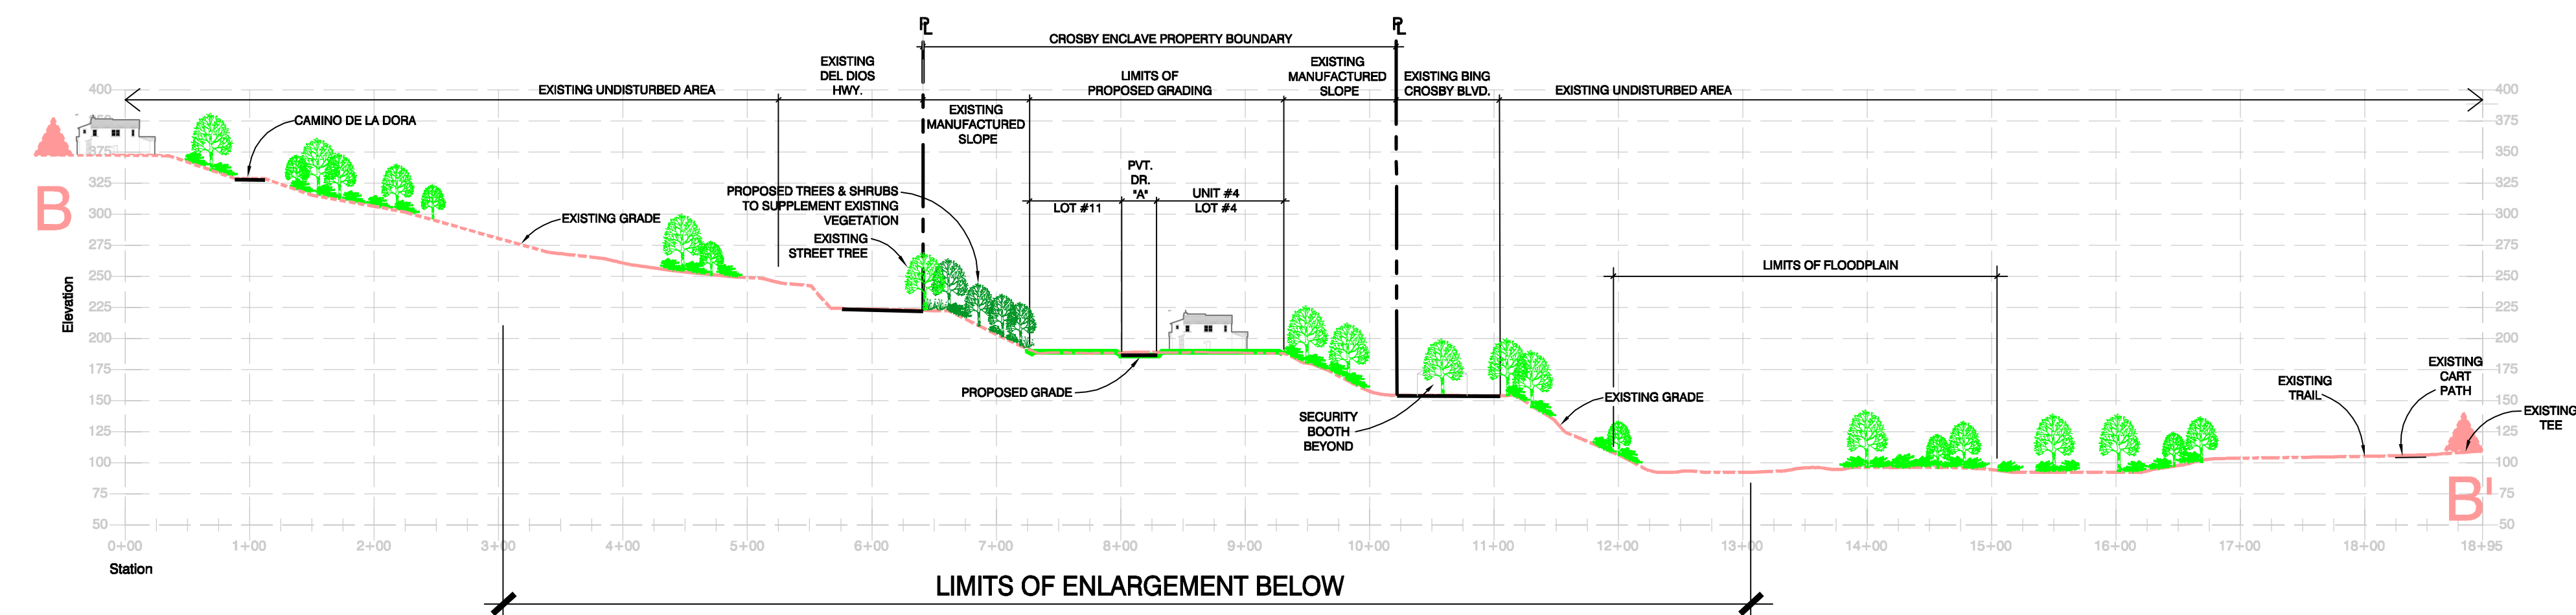 PL
PL
CROSBY ENCLAVE PROPERTY BOUNDARY
EXISTING
DEL DIOS
HWY.
LIMITS OF
PROPOSED GRADING
EXISTING
MANUFACTURED
SLOPE
EXISTING BING
CROSBY BLVD.
EXISTING UNDISTURBED AREA
EXISTING UNDISTURBED AREA
EXISTING
MANUFACTURED
SLOPE
CAMINO DE LA DORA
PVT.
DR.
"A"
UNIT #4
LOT #4
LOT #11
PROPOSED TREES & SHRUBS
TO SUPPLEMENT EXISTING
VEGETATION
EXISTING
STREET TREE
EXISTING GRADE
LIMITS OF FLOODPLAIN
PROPOSED GRADE
SECURITY
BOOTH
BEYOND
EXISTING GRADE
EXISTING
TRAIL
EXISTING
CART
PATH
EXISTING
TEE
B
B'
Elevation
400
375
325
300
275
250
225
200
175
150
125
100
75
50
400
375
350
325
300
275
250
225
200
175
150
125
100
75
50
0+00 1+00 2+00 3+00 4+00 5+00 6+00 7+00 8+00 9+00 10+00 11+00 12+00 13+00 14+00 15+00 16+00 17+00 18+00 18+95
Station
LIMITS OF ENLARGEMENT BELOW